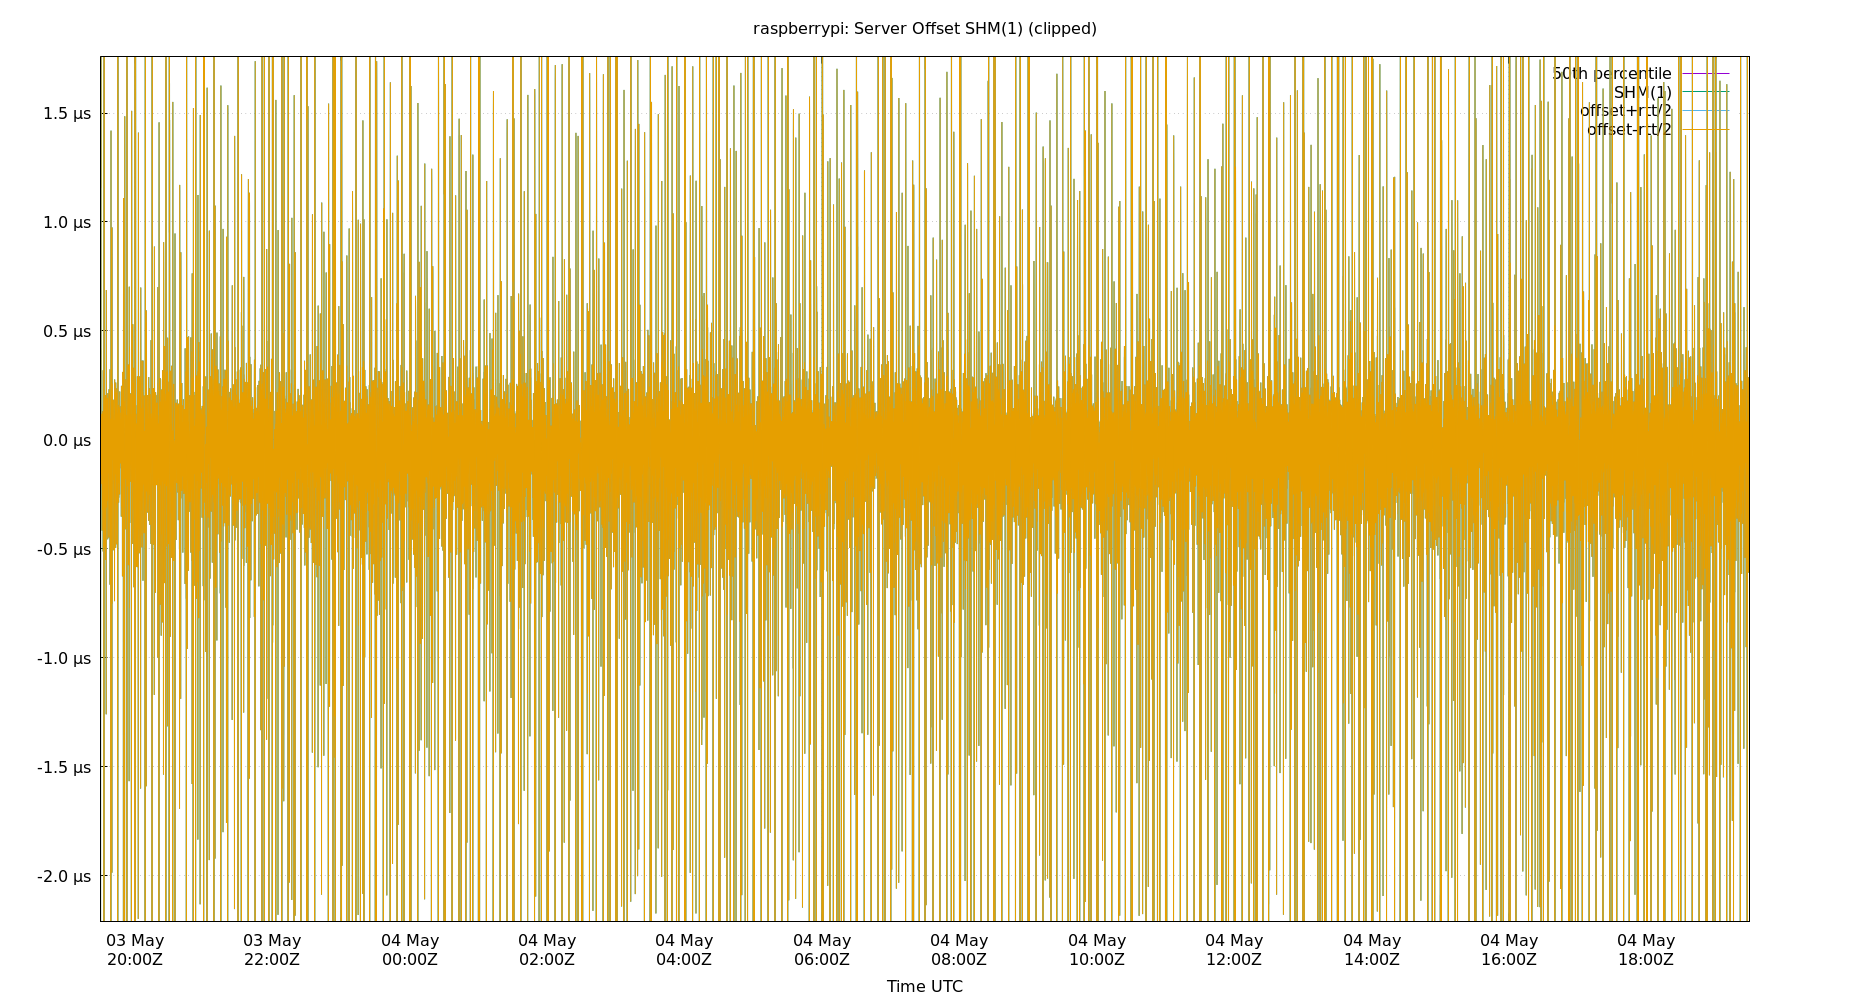 raspberrypi: Server Offset SHM(1) (clipped)
50th percentile
SHM(1)
offset+rtt/2
offset-rtt/2
1.5 µs
1.0 µs
0.5 µs
0.0 µs
-0.5 µs
-1.0 µs
-1.5 µs
-2.0 µs
03 May 03 May 04 May 04 May 04 May 04 May 04 May 04 May 04 May 04 May 04 May 04 May
20:00Z 22:00Z 00:00Z 02:00Z 04:00Z 06:00Z 08:00Z 10:00Z 12:00Z 14:00Z 16:00Z 18:00Z
Time UTC